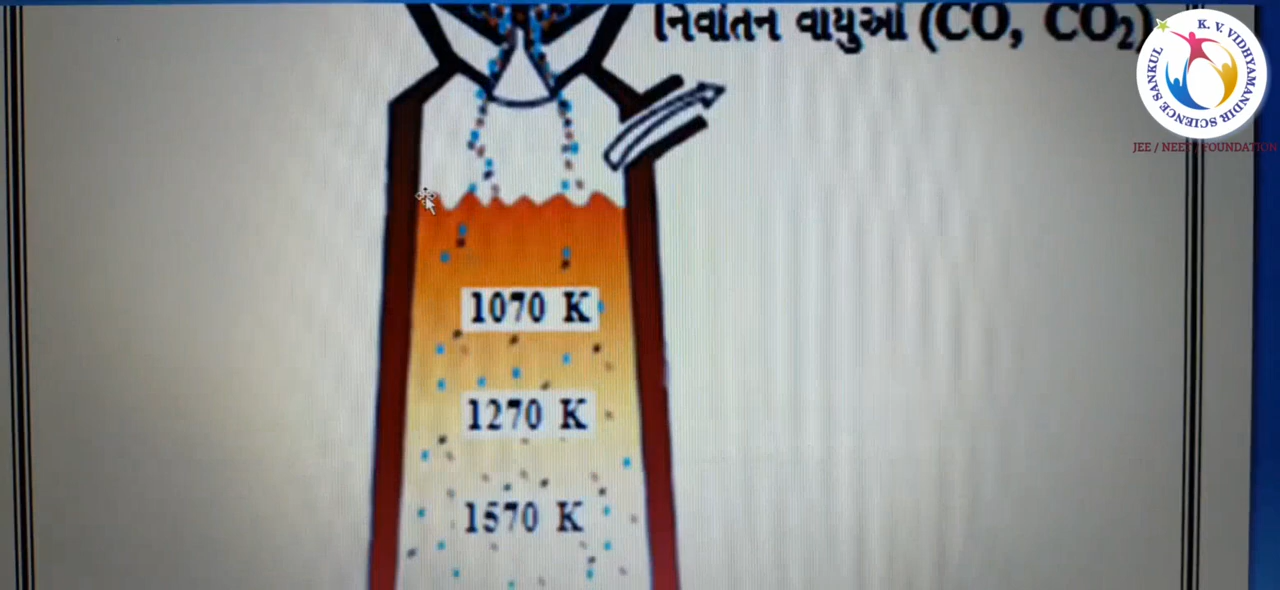 નિર્વાતન વાયુઓ (CO, CO₂)
K. V. VIDHYAMANDIR SCIENCE SANKUL
JEE / NEET / FOUNDATION
1070 K
1270 K
1570 K